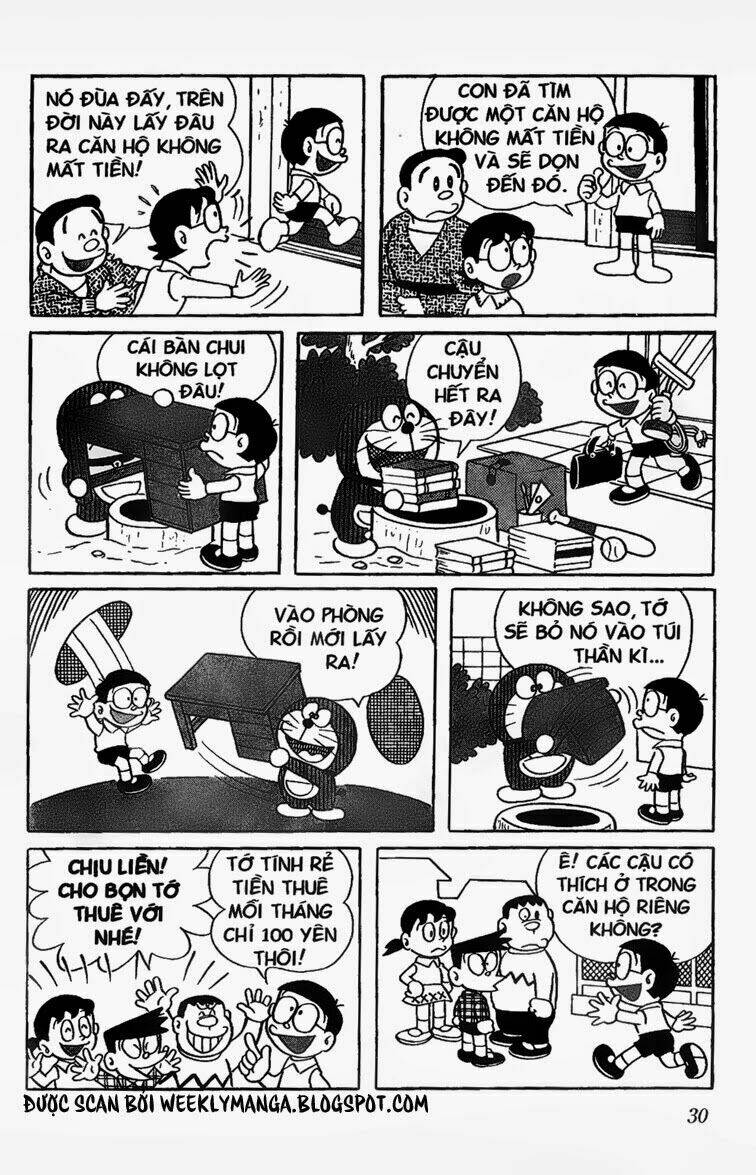 CON ĐÃ TÌM
ĐƯỢC MỘT CĂN HỘ
KHÔNG MẤT TIỀN
VÀ SẼ DỌN
ĐẾN ĐÓ.
NÓ ĐÙA ĐẤY, TRÊN
ĐỜI NÀY LẤY ĐÂU
RA CĂN HỘ KHÔNG
MẤT TIỀN!
CẬU
CHUYỂN
HẾT RA
ĐÂY!
CÁI BÀN CHUI
KHÔNG LỌT
ĐÂU!
KHÔNG SAO, TỚ
SẼ BỎ NÓ VÀO TÚI
THẦN KÌ...
VÀO PHÒNG
RỒI MỚI LẤY
RA!
Ê! CÁC CẬU CÓ
THÍCH Ở TRONG
CĂN HỘ RIÊNG
KHÔNG?
TỚ TÍNH RẺ
TIỀN THUÊ
MỖI THÁNG
CHỈ 100 YÊN
THÔI!
CHỊU LIỀN!
CHO BỌN TỚ
THUÊ VỚI
NHÉ!
ĐƯỢC SCAN BỞI WEEKLYMANGA.BLOGSPOT.COM
30